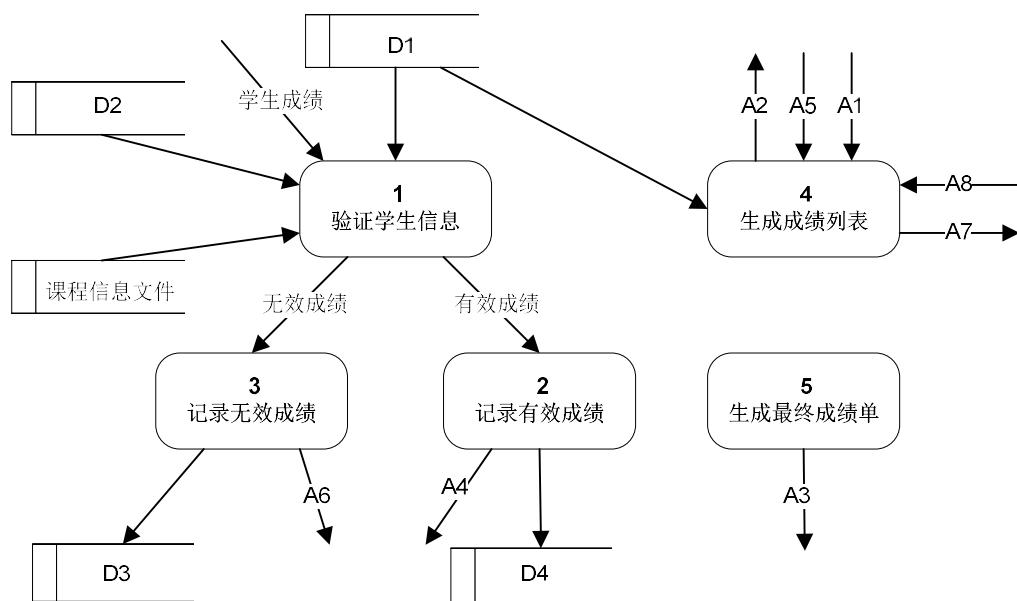 D1
D2
学生成绩
A2
A5
A1
1
验证学生信息
4
生成成绩列表
A8
A7
课程信息文件
无效成绩
有效成绩
3
记录无效成绩
2
记录有效成绩
5
生成最终成绩单
A6
A4
A3
D3
D4